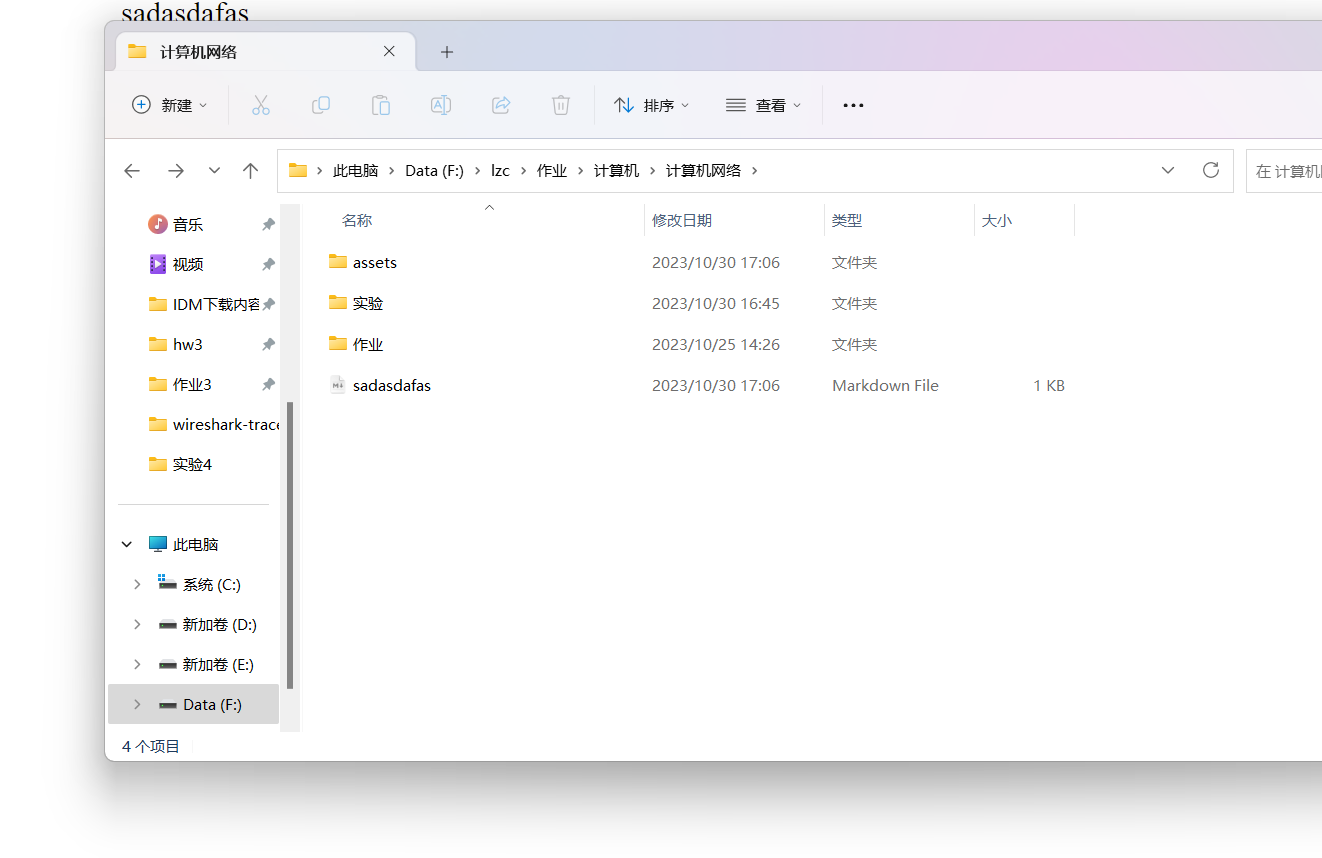 sadasdafas
计算机网络
新建
排序
查看
此电脑 Data (F:) lzc 作业 计算机 计算机网络
在 计算机
名称 修改日期 类型 大小
assets 2023/10/30 17:06 文件夹
实验 2023/10/30 16:45 文件夹
作业 2023/10/25 14:26 文件夹
sadasdafas 2023/10/30 17:06 Markdown File 1 KB
音乐
视频
IDM下载内容
hw3
作业3
wireshark-trace
实验4
此电脑
系统 (C:)
新加卷 (D:)
新加卷 (E:)
Data (F:)
4 个项目